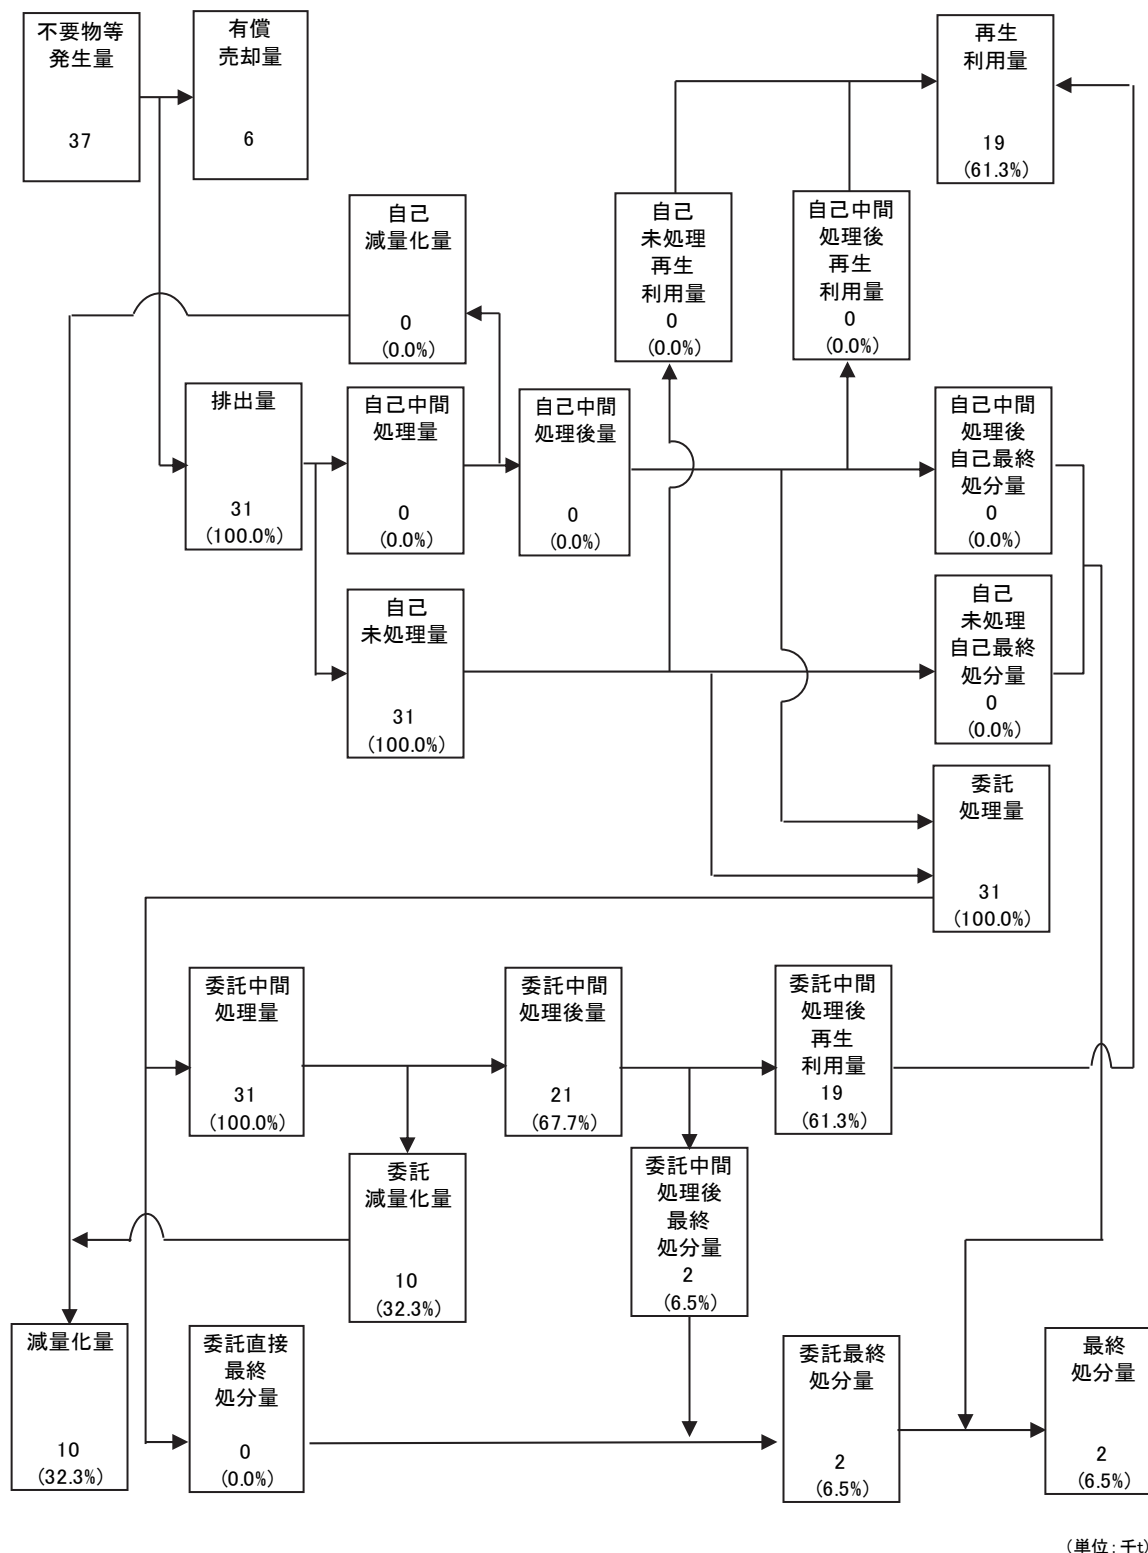 不要物等
発生量
37
有償
売却量
6
再生
利用量
19
(61.3%)
自己
減量化量
0
(0.0%)
自己
未処理
再生
利用量
0
(0.0%)
自己中間
処理後
再生
利用量
0
(0.0%)
排出量
31
(100.0%)
自己中間
処理量
0
(0.0%)
自己中間
処理後量
0
(0.0%)
自己中間
処理後
自己最終
処分量
0
(0.0%)
自己
未処理量
31
(100.0%)
自己
未処理
自己最終
処分量
0
(0.0%)
委託
処理量
31
(100.0%)
委託中間
処理量
31
(100.0%)
委託中間
処理後量
21
(67.7%)
委託中間
処理後
再生
利用量
19
(61.3%)
委託
減量化量
10
(32.3%)
委託中間
処理後
最終
処分量
2
(6.5%)
減量化量
10
(32.3%)
委託直接
最終
処分量
0
(0.0%)
委託最終
処分量
2
(6.5%)
最終
処分量
2
(6.5%)
(単位:千t)